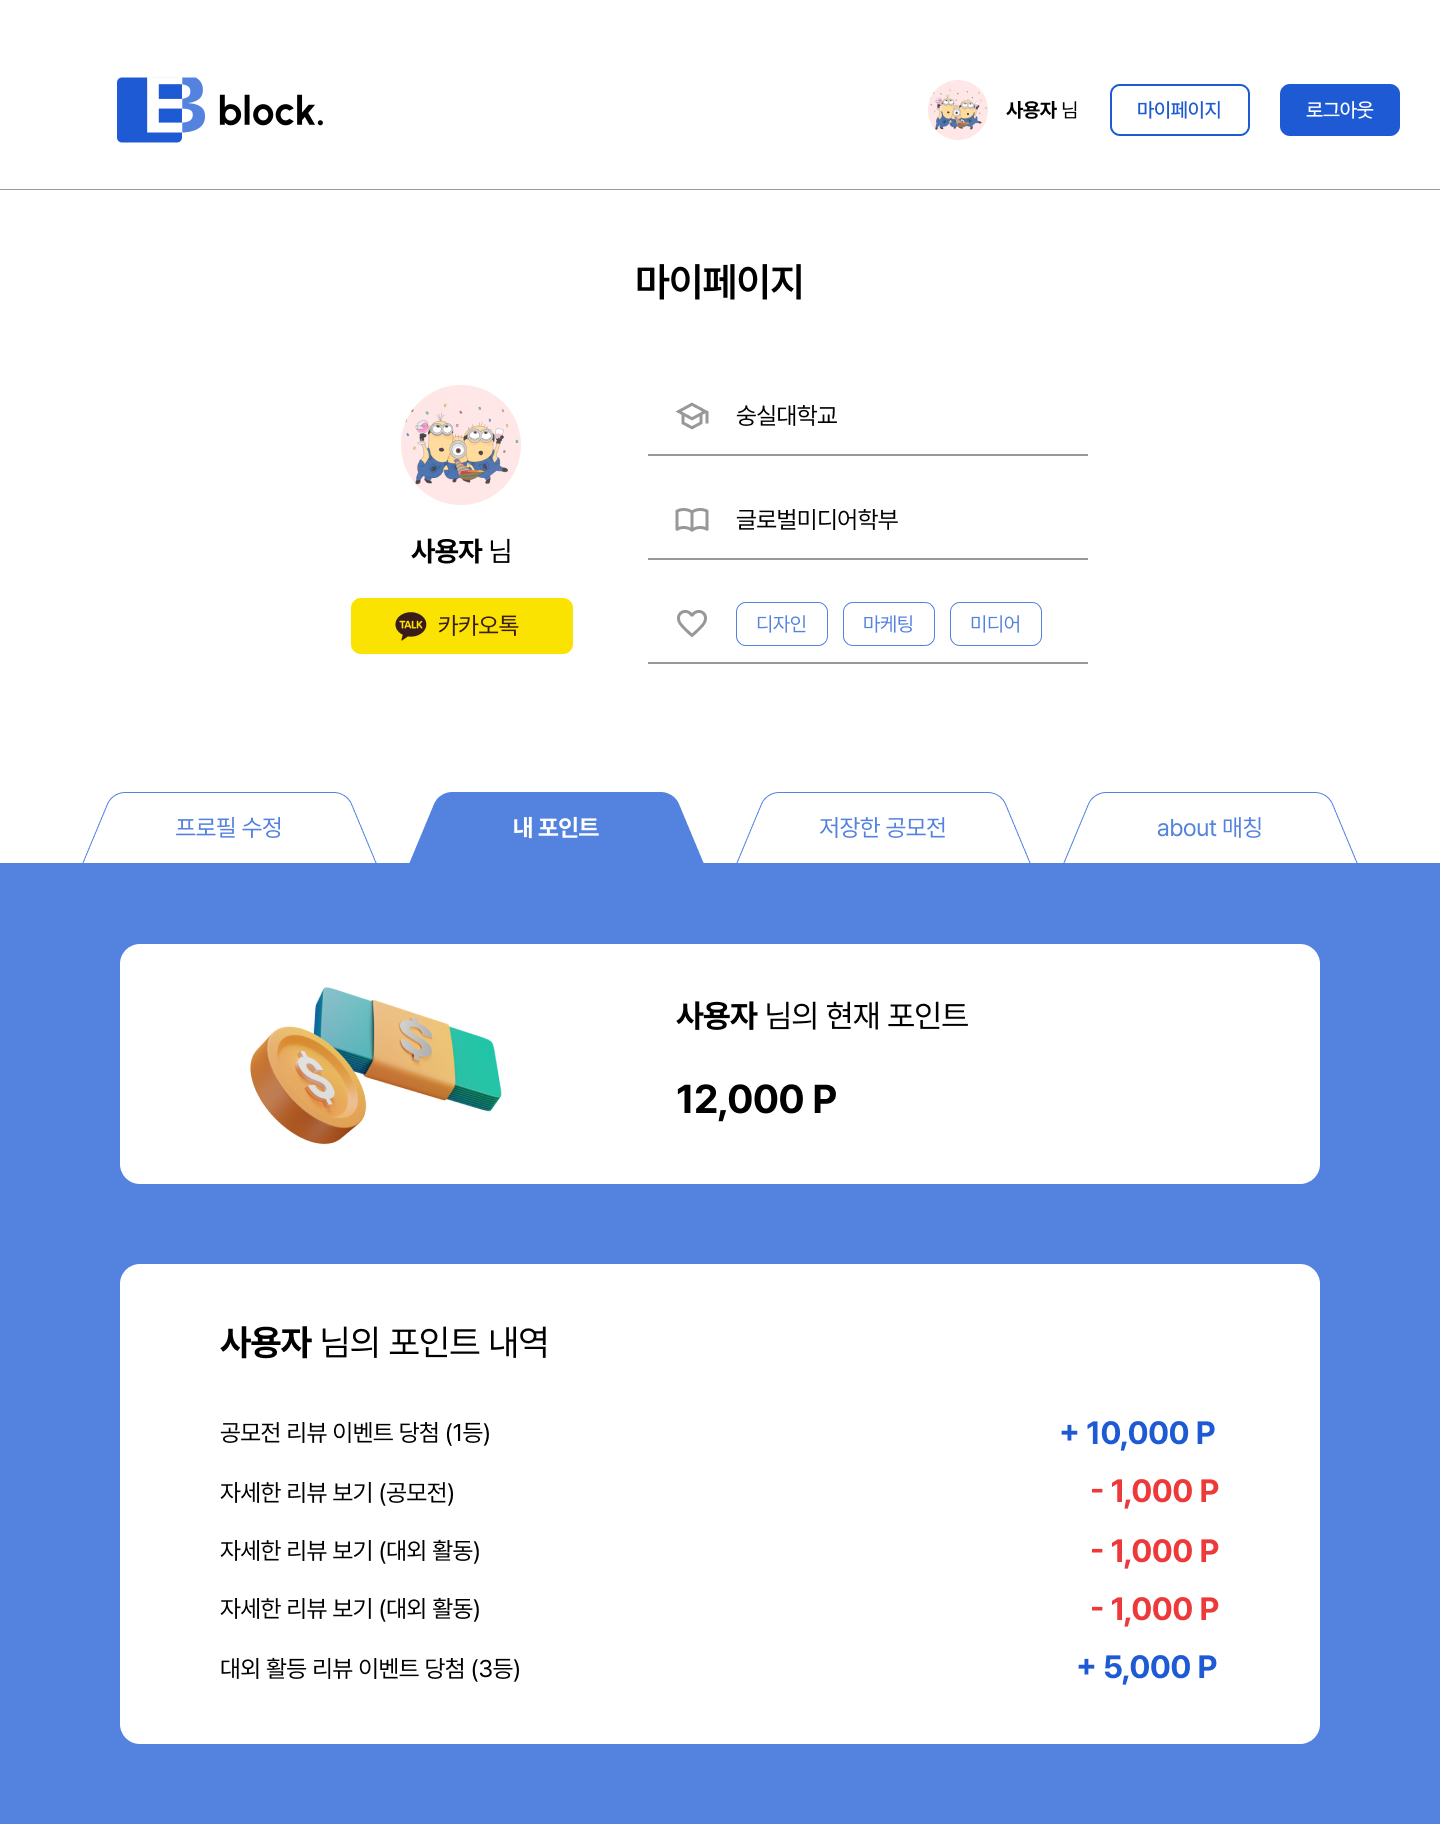 block.
사용자 님
마이페이지
로그아웃
마이페이지
사용자 님
TALK 카카오톡
숭실대학교
글로벌미디어학부
디자인 마케팅 미디어
프로필 수정
내 포인트
저장한 공모전
about 매칭
사용자 님의 현재 포인트
12,000 P
사용자 님의 포인트 내역
공모전 리뷰 이벤트 당첨 (1등) + 10,000 P
자세한 리뷰 보기 (공모전) - 1,000 P
자세한 리뷰 보기 (대외 활동) - 1,000 P
자세한 리뷰 보기 (대외 활동) - 1,000 P
대외 활등 리뷰 이벤트 당첨 (3등) + 5,000 P